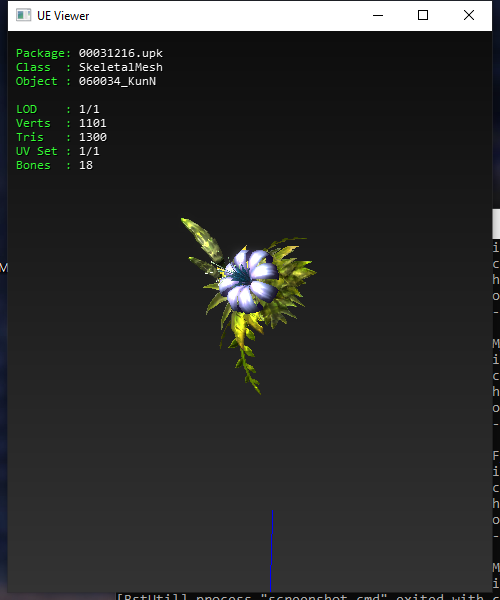 UE Viewer
Package: 00031216.upk
Class : SkeletalMesh
Object : 060034_KunN
LOD : 1/1
Verts : 1101
Tris : 1300
UV Set : 1/1
Bones : 18
M
i
c
h
o
-
M
i
c
h
o
-
F
i
c
h
o
-
M
i
[BstUtil] process "screenshot.cmd" exited with c